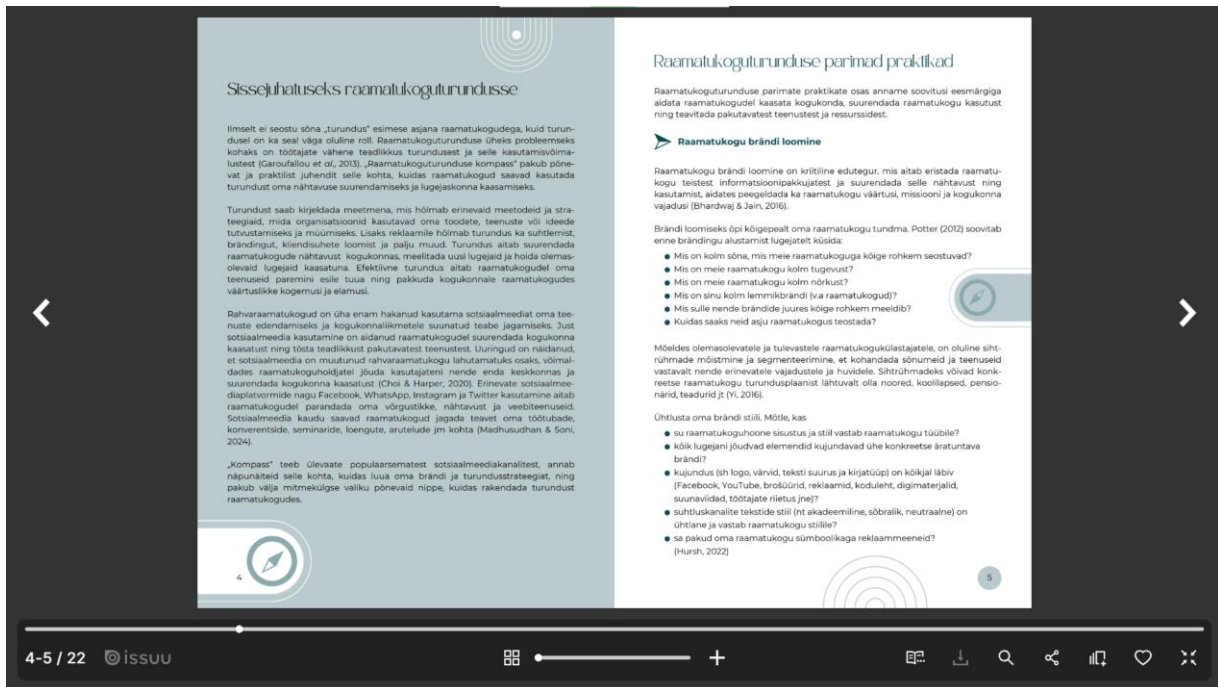 Sissejuhatuseks raamatukoguturundusse
Ilmselt ei seostu sõna „turundus” esimese asjana raamatukogudega, kuid turun-
dusel on ka seal väga oluline roll. Raamatukoguturunduse üheks probleemseks
kohaks on töötajate vähene teadlikkus turundusest ja selle kasutamisvõima-
lustest (Garoufallou et al., 2013). „Raamatukoguturunduse kompass” pakub põne-
vat ja praktilist juhendit selle kohta, kuidas raamatukogud saavad kasutada
turundust oma nähtavuse suurendamiseks ja lugejaskonna kaasamiseks.
Turundust saab kirjeldada meetmena, mis hõlmab erinevaid meetodeid ja stra-
teegiaid, mida organisatsioonid kasutavad oma toodete, teenuste või ideede
tutvustamiseks ja müümiseks. Lisaks reklaamile hõlmab turundus ka suhtlemist,
brändingut, kliendisuhete loomist ja palju muud. Turundus aitab suurendada
raamatukogude nähtavust kogukonnas, meelitada uusi lugejaid ja hoida olemas-
olevaid lugejaid kaasatuna. Efektiivne turundus aitab raamatukogudel oma
teenuseid paremini esile tuua ning pakkuda kogukonnale raamatukogudes
väärtuslikke kogemusi ja elamusi.
Rahvaraamatukogud on üha enam hakanud kasutama sotsiaalmeediat oma tee-
nuste edendamiseks ja kogukonnaliikmetele suunatud teabe jagamiseks. Just
sotsiaalmeedia kasutamine on aidanud raamatukogudel suurendada kogukonna
kaasatust ning tõsta teadlikkust pakutavatest teenustest. Uuringud on näidanud,
et sotsiaalmeedia on muutunud rahvaraamatukogu lahutamatuks osaks, võimal-
dades raamatukoguhoidjatel jõuda kasutajateni nende enda keskkonnas ja
suurendada kogukonna kaasatust (Choi & Harper, 2020). Erinevate sotsiaalmee-
diaplatvormide nagu Facebook, WhatsApp, Instagram ja Twitter kasutamine aitab
raamatukogudel parandada oma võrgustikke, nähtavust ja veebiteenuseid.
Sotsiaalmeedia kaudu saavad raamatukogud jagada teavet oma töötubade,
konverentside, seminaride, loengute, arutelude jm kohta (Madhusudhan & Soni,
2024).
„Kompass” teeb ülevaate populaarsematest sotsiaalmeediakanalitest, annab
näpunäiteid selle kohta, kuidas luua oma brändi ja turundusstrateegiat, ning
pakub välja mitmekülgse valiku põnevaid nippe, kuidas rakendada turundust
raamatukogudes.
4
Raamatukoguturunduse parimad praktikad
Raamatukoguturunduse parimate praktikate osas anname soovitusi eesmärgiga
aidata raamatukogudel kaasata kogukonda, suurendada raamatukogu kasutust
ning teavitada pakutavatest teenustest ja ressurssidest.
Raamatukogu brändi loomine
Raamatukogu brändi loomine on kriitiline edutegur, mis aitab eristada raamatu-
kogu teistest informatsioonipakkujatest ja suurendada selle nähtavust ning
kasutamist, aidates peegeldada ka raamatukogu väärtusi, missiooni ja kogukonna
vajadusi (Bhardwaj & Jain, 2016).
Brändi loomiseks õpi kõigepealt oma raamatukogu tundma. Potter (2012) soovitab
enne brändingu alustamist lugejatelt küsida:
● Mis on kolm sõna, mis meie raamatukoguga kõige rohkem seostuvad?
● Mis on meie raamatukogu kolm tugevust?
● Mis on meie raamatukogu kolm nõrkust?
● Mis on sinu kolm lemmikbrändi (v.a raamatukogud)?
● Mis sulle nende brändide juures kõige rohkem meeldib?
● Kuidas saaks neid asju raamatukogus teostada?
Mõeldes olemasolevatele ja tulevastele raamatukogukülastajatele, on oluline siht-
rühmade mõistmine ja segmenteerimine, et kohandada sõnumeid ja teenuseid
vastavalt nende erinevatele vajadustele ja huvidele. Sihtrühmadeks võivad konk-
reetse raamatukogu turundusplaanist lähtuvalt olla noored, koolilapsed, pensio-
närid, teadurid jt (Yi, 2016).
Ühtlusta oma brändi stiili. Mõtle, kas
● su raamatukoguhoone sisustus ja stiil vastab raamatukogu tüübile?
● kõik lugejani jõudvad elemendid kujundavad ühe konkreetse äratuntava
brändi?
● kujundus (sh logo, värvid, teksti suurus ja kirjatüüp) on kõikjal läbiv
(Facebook, YouTube, brošüürid, reklaamid, koduleht, digimaterjalid,
suunaviidad, töötajate riietus jne)?
● suhtluskanalite tekstide stiil (nt akadeemiline, sõbralik, neutraalne) on
ühtlane ja vastab raamatukogu stiilile?
● sa pakud oma raamatukogu sümboolikaga reklaammeeneid?
(Hursh, 2022)
5
4-5 / 22 issuu